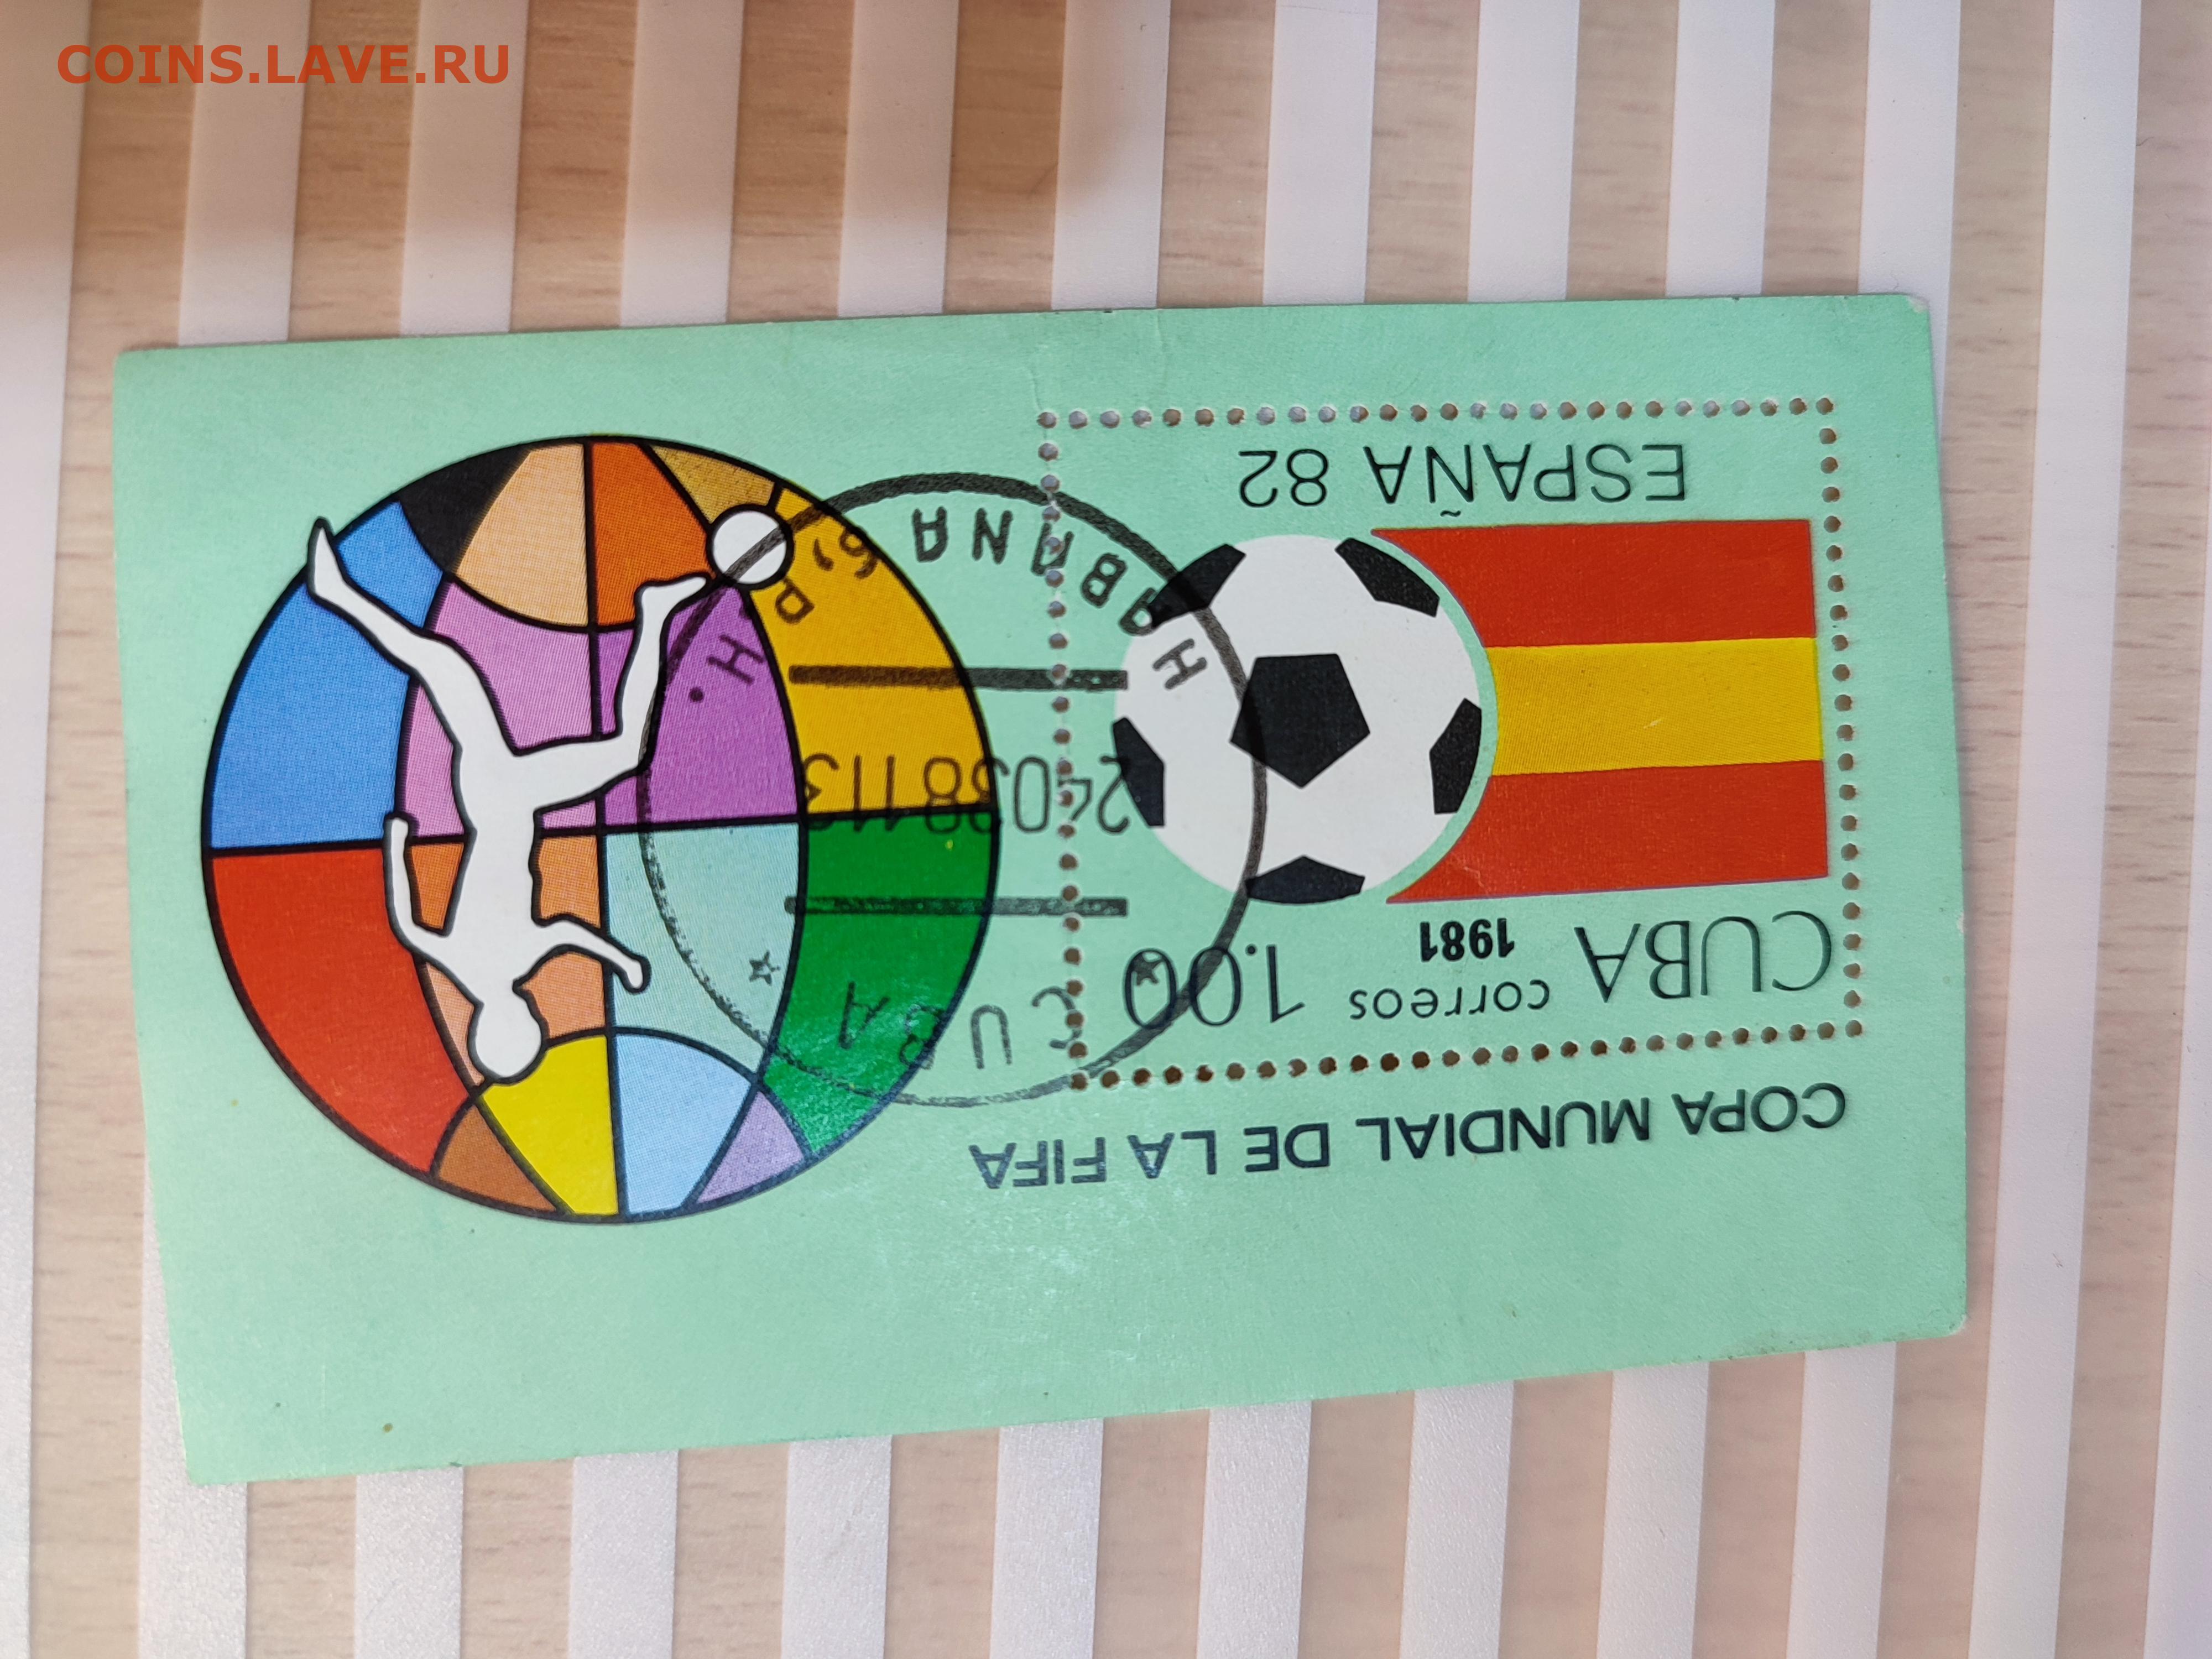 COINS.LAVE.RU
COPA MUNDIAL DE LA FIFA
CUBA correos 1.00
1981
ESPAÑA 82
CUBA
HABANA